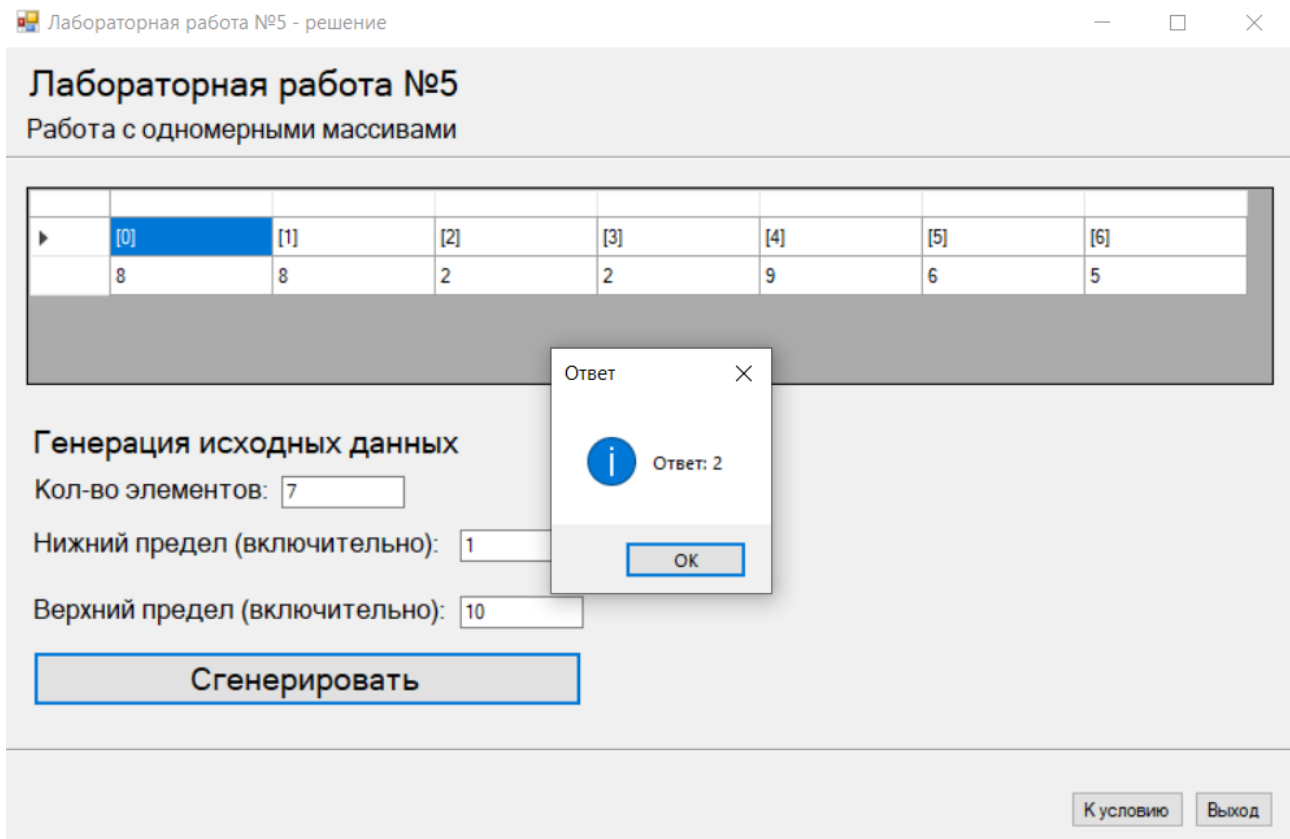 Лабораторная работа №5 - решение
Лабораторная работа №5
Работа с одномерными массивами
[0] [1] [2] [3] [4] [5] [6]
8 8 2 2 9 6 5
Ответ
Ответ: 2
ОК
Генерация исходных данных
Кол-во элементов: 7
Нижний предел (включительно): 1
Верхний предел (включительно): 10
Сгенерировать
К условию Выход